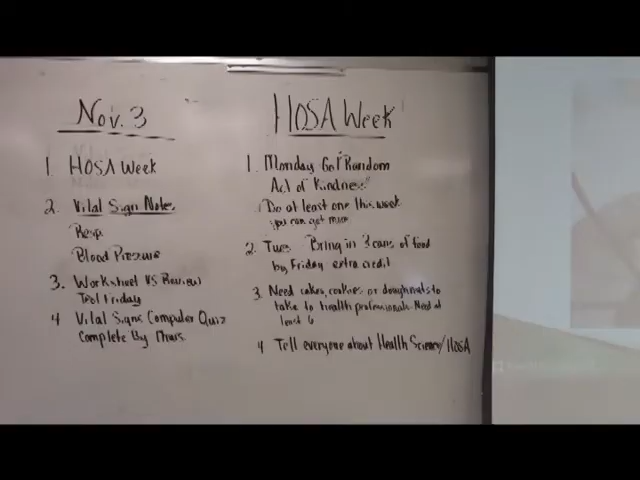 Nov. 3
1. HOSA Week
2. Vital Sign Notes
Resp.
Blood Pressure
3. Worksheet VS Review
Test Friday
4 Vital Signs Computer Quiz
Complete By Thurs.
HOSA Week
1. Monday Get "Random
Act of Kindness"
Do at least one this week
you can get more
2. Tues Bring in 3 cans of food
by Friday extra credit
3. Need cakes, cookies or doughnuts to
take to health professionals Need at
least 6
4 Tell everyone about Health Science/HOSA